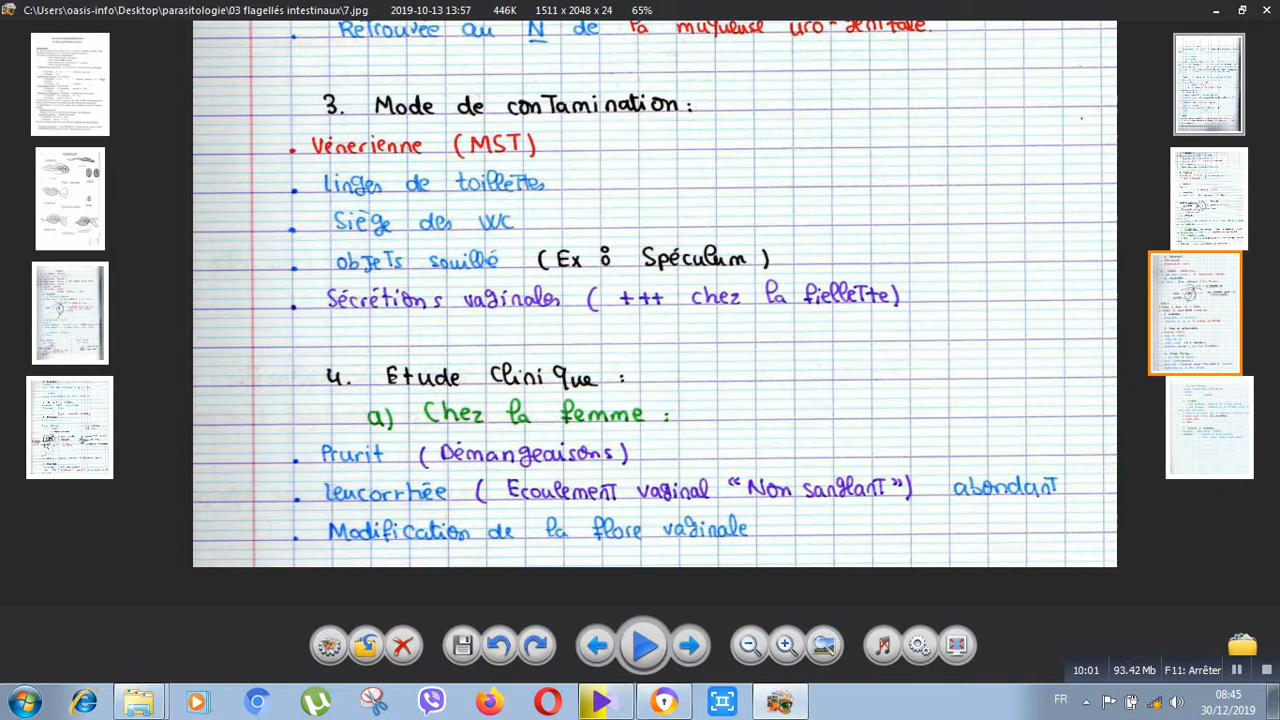 C:\Users\oasis-info\Desktop\parasitologie\03 flagellés intestinaux\7.jpg 2019-10-13 13:57 446K 1511 x 2048 x 24 65%
. Retrouvée au N de la muqueuse uro-génitale.
3. Mode de contamination :
. Vénérienne (MST)
. linges de toillettes
. Siège des WC
. objets souillé (Ex : Spéculum)
. Sécrétions vaginales ( +++ chez la fiellette)
4. Etude clinique :
a) Chez la femme :
. Prurit (Démangeaisons)
. leucorrhée ( Ecoulement vaginal "Non sanglant") abondant
. Modification de la flore vaginale
10:01 93.42 Mb F11: Arrêter
FR 08:45
30/12/2019